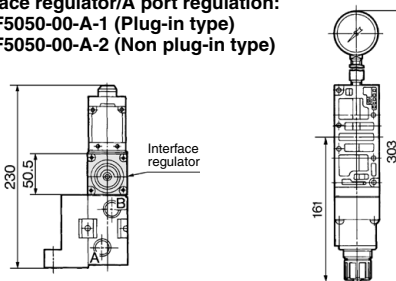 ace regulator/A port regulation:
F5050-00-A-1 (Plug-in type)
F5050-00-A-2 (Non plug-in type)
Interface
regulator
230
50.5
B
A
161
303